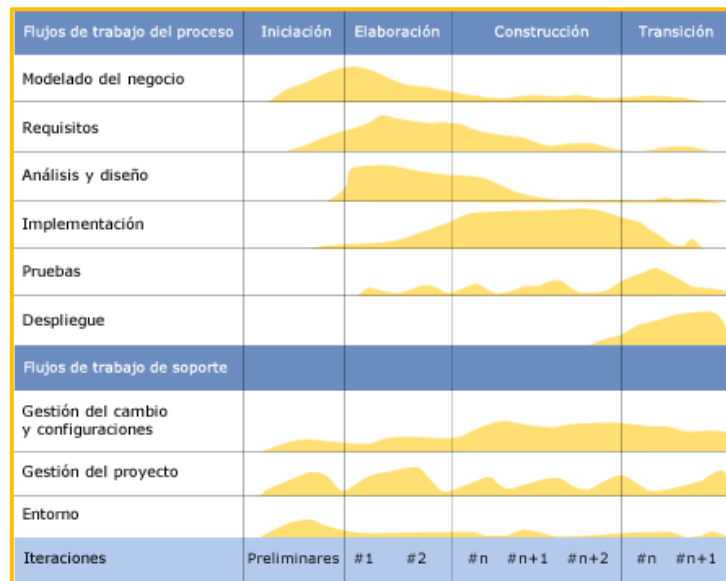 Flujos de trabajo del proceso Iniciación Elaboración Construcción Transición
Modelado del negocio
Requisitos
Análisis y diseño
Implementación
Pruebas
Despliegue
Flujos de trabajo de soporte
Gestión del cambio
y configuraciones
Gestión del proyecto
Entorno
Iteraciones Preliminares #1 #2 #n #n+1 #n+2 #n #n+1